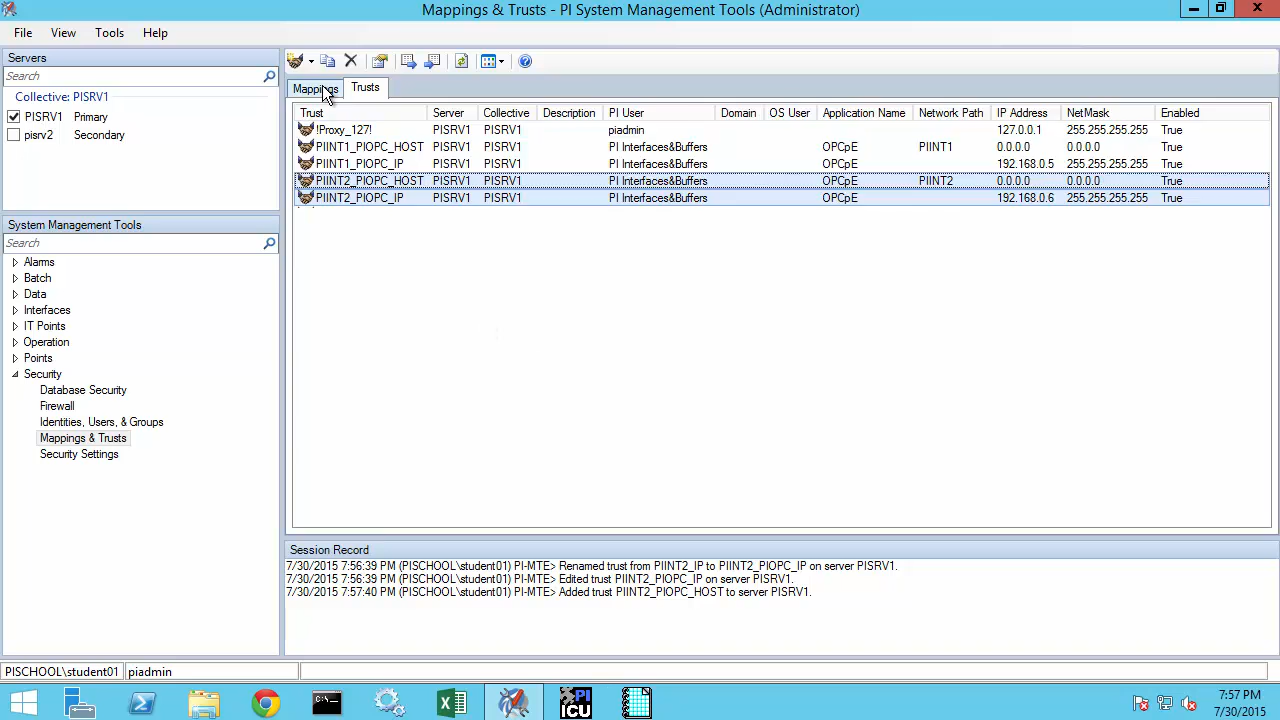 Mappings & Trusts - PI System Management Tools (Administrator)
File View Tools Help
Servers
Search
Collective: PISRV1
PISRV1 Primary
pisrv2 Secondary
System Management Tools
Search
Alarms
Batch
Data
Interfaces
IT Points
Operation
Points
Security
Database Security
Firewall
Identities, Users, & Groups
Mappings & Trusts
Security Settings
Mappings Trusts
Trust Server Collective Description PI User Domain OS User Application Name Network Path IP Address NetMask Enabled
!Proxy_127! PISRV1 PISRV1 piadmin 127.0.0.1 255.255.255.255 True
PIINT1_PIOPC_HOST PISRV1 PISRV1 PI Interfaces&Buffers OPCpE PIINT1 0.0.0.0 0.0.0.0 True
PIINT1_PIOPC_IP PISRV1 PISRV1 PI Interfaces&Buffers OPCpE 192.168.0.5 255.255.255.255 True
PIINT2_PIOPC_HOST PISRV1 PISRV1 PI Interfaces&Buffers OPCpE PIINT2 0.0.0.0 0.0.0.0 True
PIINT2_PIOPC_IP PISRV1 PISRV1 PI Interfaces&Buffers OPCpE 192.168.0.6 255.255.255.255 True
Session Record
7/30/2015 7:56:39 PM (PISCHOOL\student01) PI-MTE> Renamed trust from PIINT2_IP to PIINT2_PIOPC_IP on server PISRV1.
7/30/2015 7:56:39 PM (PISCHOOL\student01) PI-MTE> Edited trust PIINT2_PIOPC_IP on server PISRV1.
7/30/2015 7:57:40 PM (PISCHOOL\student01) PI-MTE> Added trust PIINT2_PIOPC_HOST to server PISRV1.
PISCHOOL\student01 piadmin
PI
ICU
7:57 PM
7/30/2015